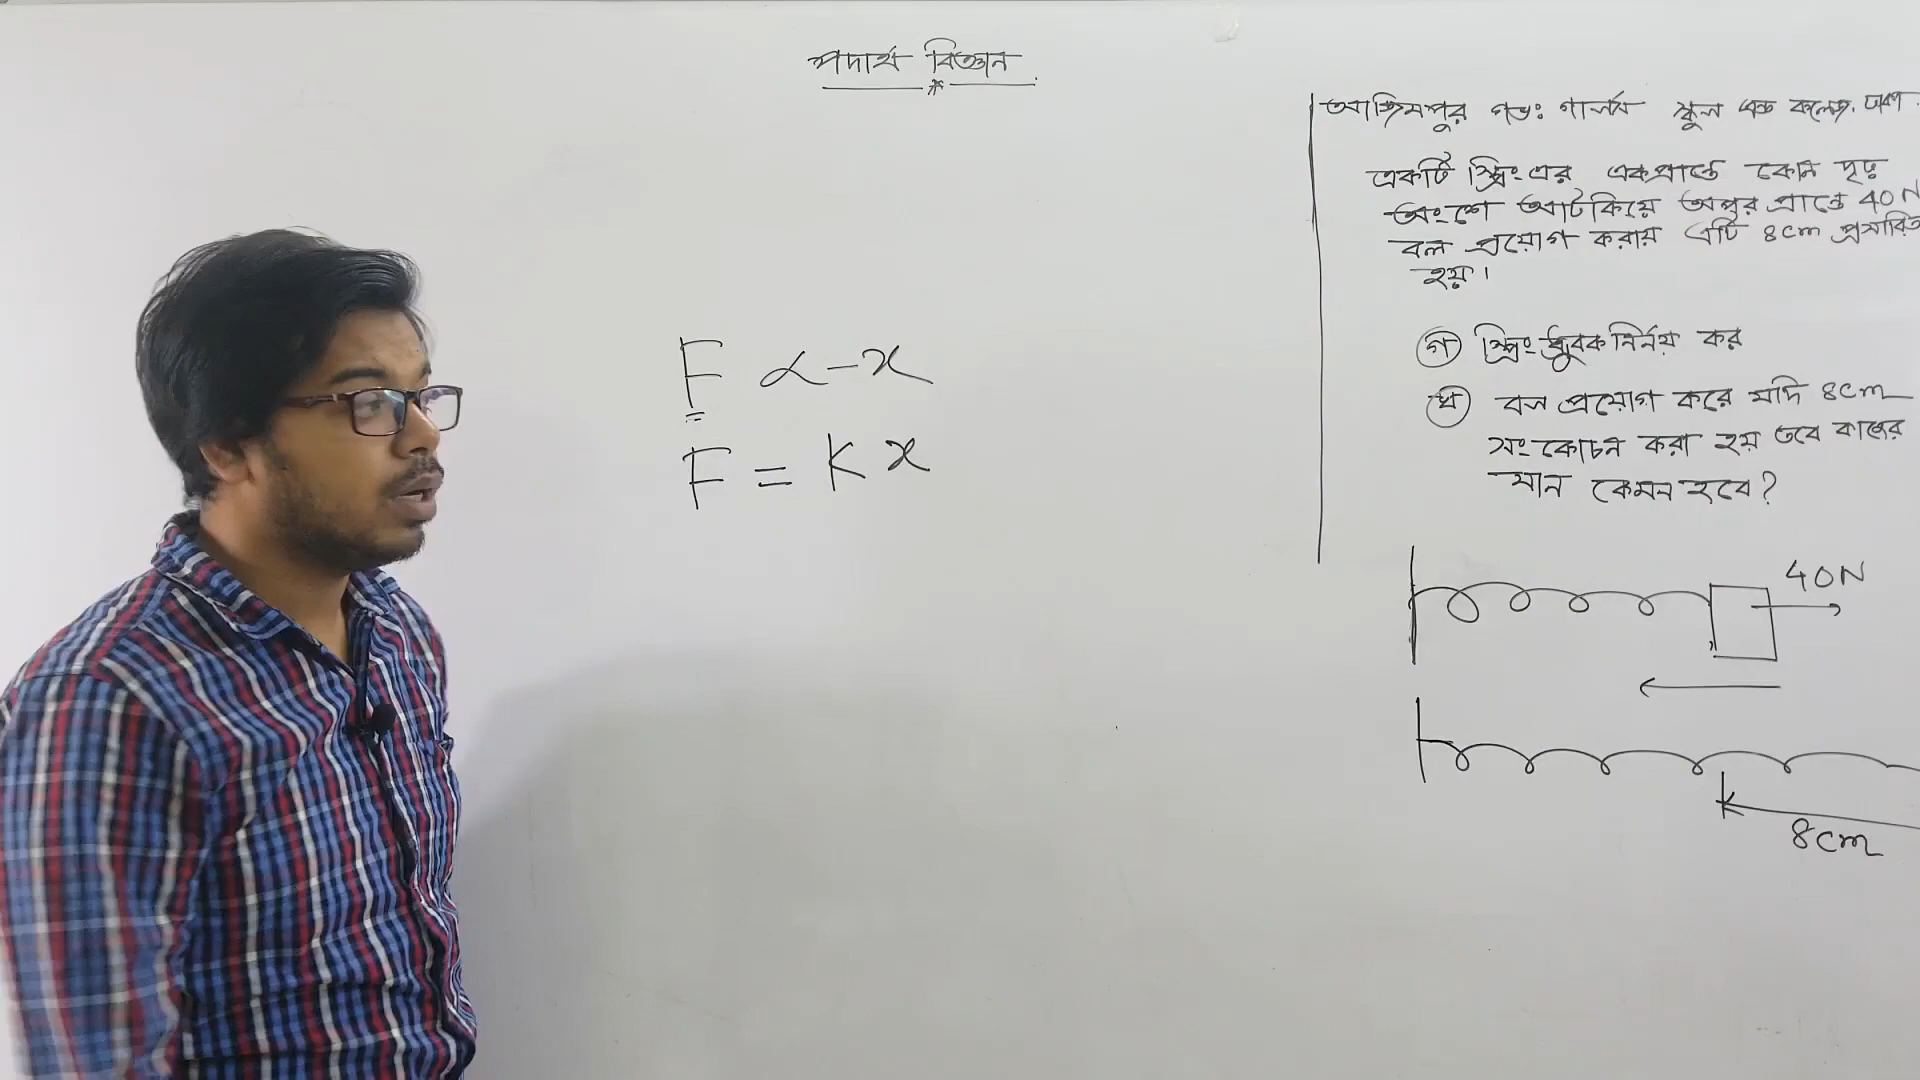 পদার্থ বিজ্ঞান
F ∝ -x
F = Kx
আজিমপুর গভঃ গার্লস স্কুল এন্ড কলেজ, ঢাকা
একটি স্প্রিং এর একপ্রান্তে কোন দৃঢ়
অংশে আটকিয়ে অপর প্রান্তে 40N
বল প্রয়োগ করায় এটি 8cm প্রসারিত
হয়।
গ স্প্রিং ধ্রুবক নির্নয় কর
ঘ বল প্রয়োগ করে যদি 8cm
সংকোচন করা হয় তবে কাজের
মান কেমন হবে?
40N
8cm